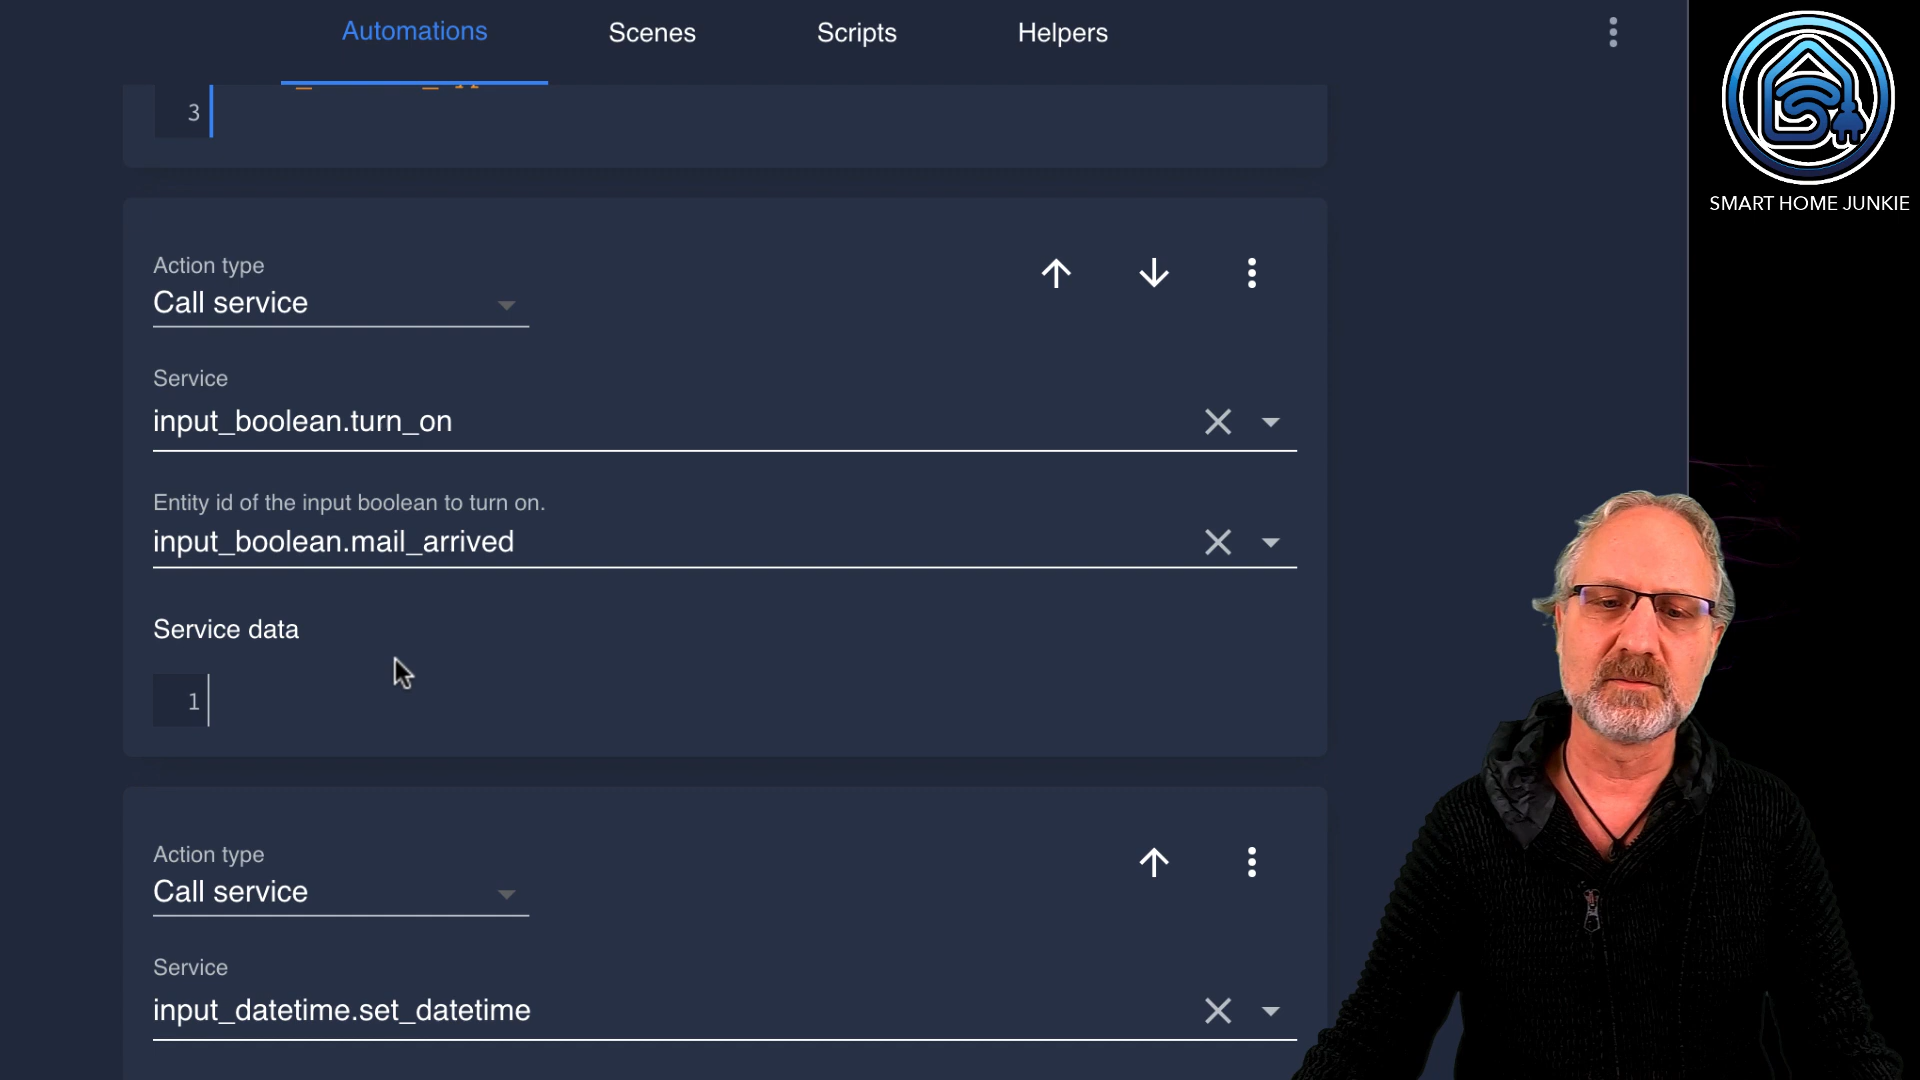 Automations Scenes Scripts Helpers
3
SMART HOME JUNKIE
Action type
Call service
Service
input_boolean.turn_on
Entity id of the input boolean to turn on.
input_boolean.mail_arrived
Service data
1
Action type
Call service
Service
input_datetime.set_datetime